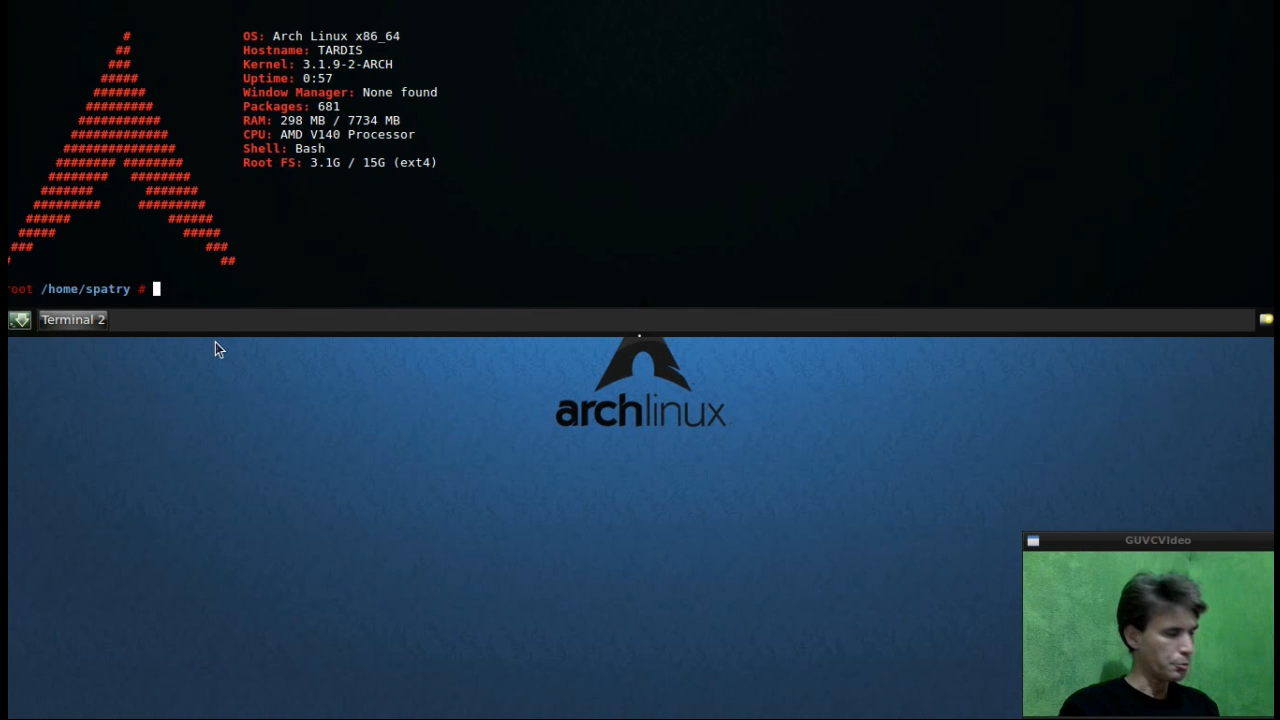 OS: Arch Linux x86_64
Hostname: TARDIS
Kernel: 3.1.9-2-ARCH
Uptime: 0:57
Window Manager: None found
Packages: 681
RAM: 298 MB / 7734 MB
CPU: AMD V140 Processor
Shell: Bash
Root FS: 3.1G / 15G (ext4)
root /home/spatry #
Terminal 2
archlinux
GUVCVIdeo